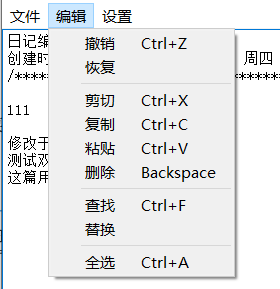 文件 编辑 设置
日记编
创建时 周四
/****
111
修改于
测试双
这篇用
撤销 Ctrl+Z
恢复
剪切 Ctrl+X
复制 Ctrl+C
粘贴 Ctrl+V
删除 Backspace
查找 Ctrl+F
替换
全选 Ctrl+A